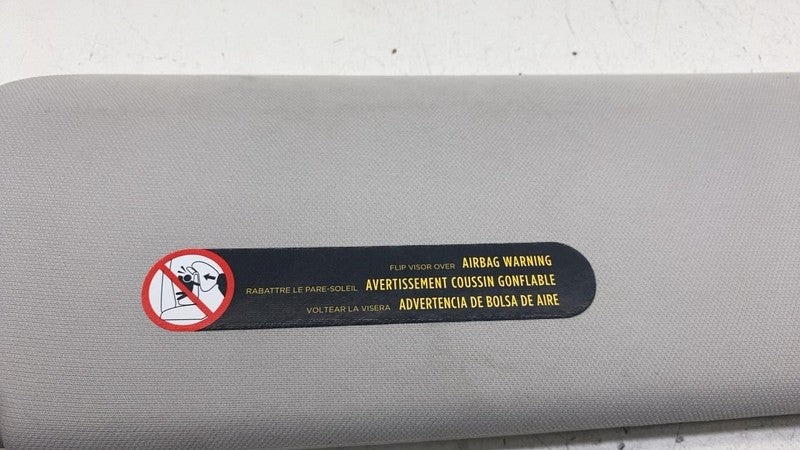 FLIP VISOR OVER AIRBAG WARNING
RABATTRE LE PARE-SOLEIL AVERTISSEMENT COUSSIN GONFLABLE
VOLTEAR LA VISERA ADVERTENCIA DE BOLSA DE AIRE